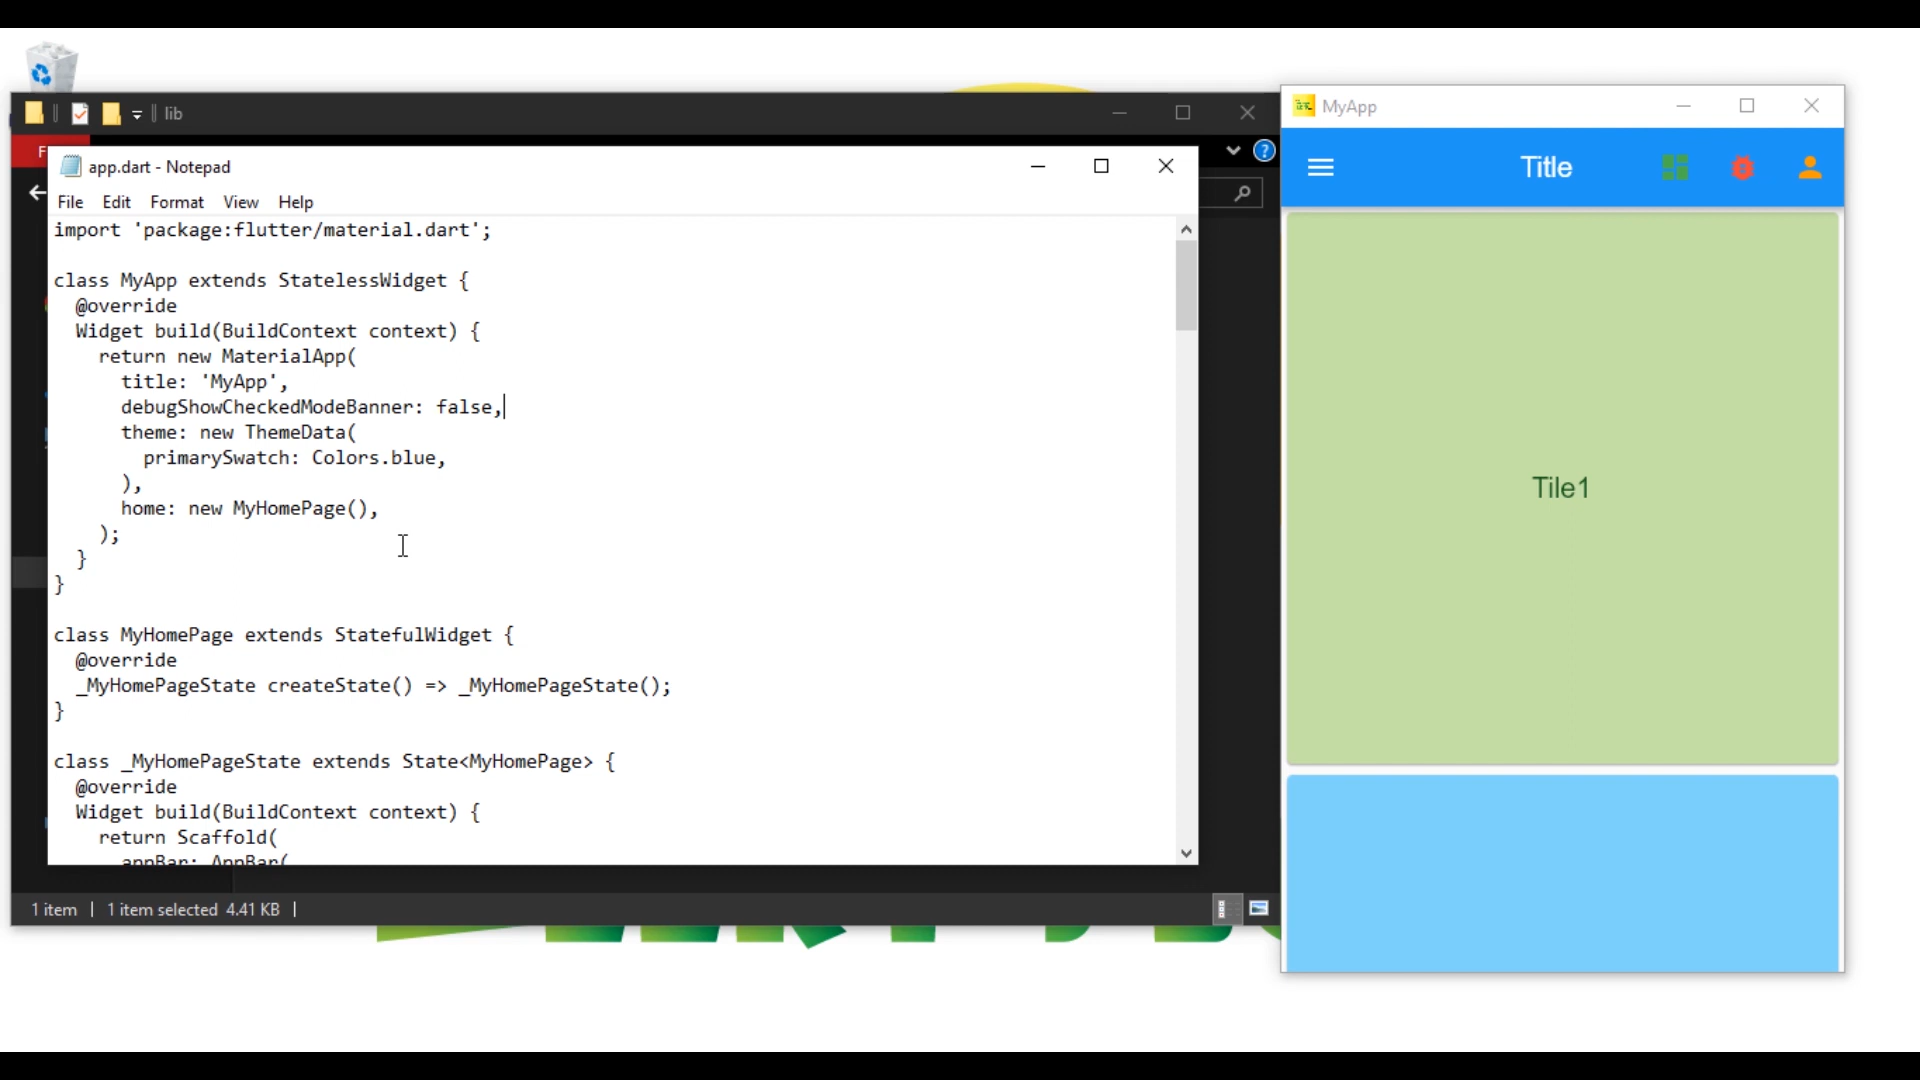 lib
F
app.dart - Notepad
File Edit Format View Help
import 'package:flutter/material.dart';
class MyApp extends StatelessWidget {
@override
Widget build(BuildContext context) {
return new MaterialApp(
title: 'MyApp',
debugShowCheckedModeBanner: false,
theme: new ThemeData(
primarySwatch: Colors.blue,
),
home: new MyHomePage(),
);
}
}
class MyHomePage extends StatefulWidget {
@override
_MyHomePageState createState() => _MyHomePageState();
}
class _MyHomePageState extends State<MyHomePage> {
@override
Widget build(BuildContext context) {
return Scaffold(
appBar: AppBar(
1 item | 1 item selected 4.41 KB |
MyApp
Title
Tile1